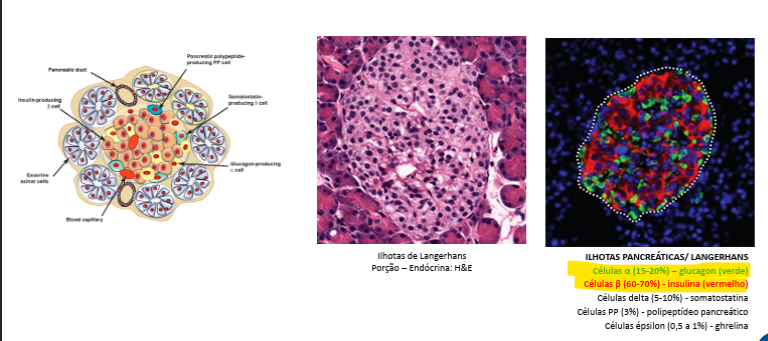 Pancreatic polypeptide-
producing PP cell
Pancreatic duct
Insulin-producing
β cell
Somatostatin-
producing δ cell
Glucagon-producing
α cell
Exocrine
acinar cells
Blood capillary
Ilhotas de Langerhans
Porção – Endócrina: H&E
ILHOTAS PANCREÁTICAS/ LANGERHANS
Células α (15-20%) – glucagon (verde)
Células β (60-70%) - insulina (vermelho)
Células delta (5-10%) - somatostatina
Células PP (3%) - polipeptídeo pancreático
Células épsilon (0,5 a 1%) - ghrelina